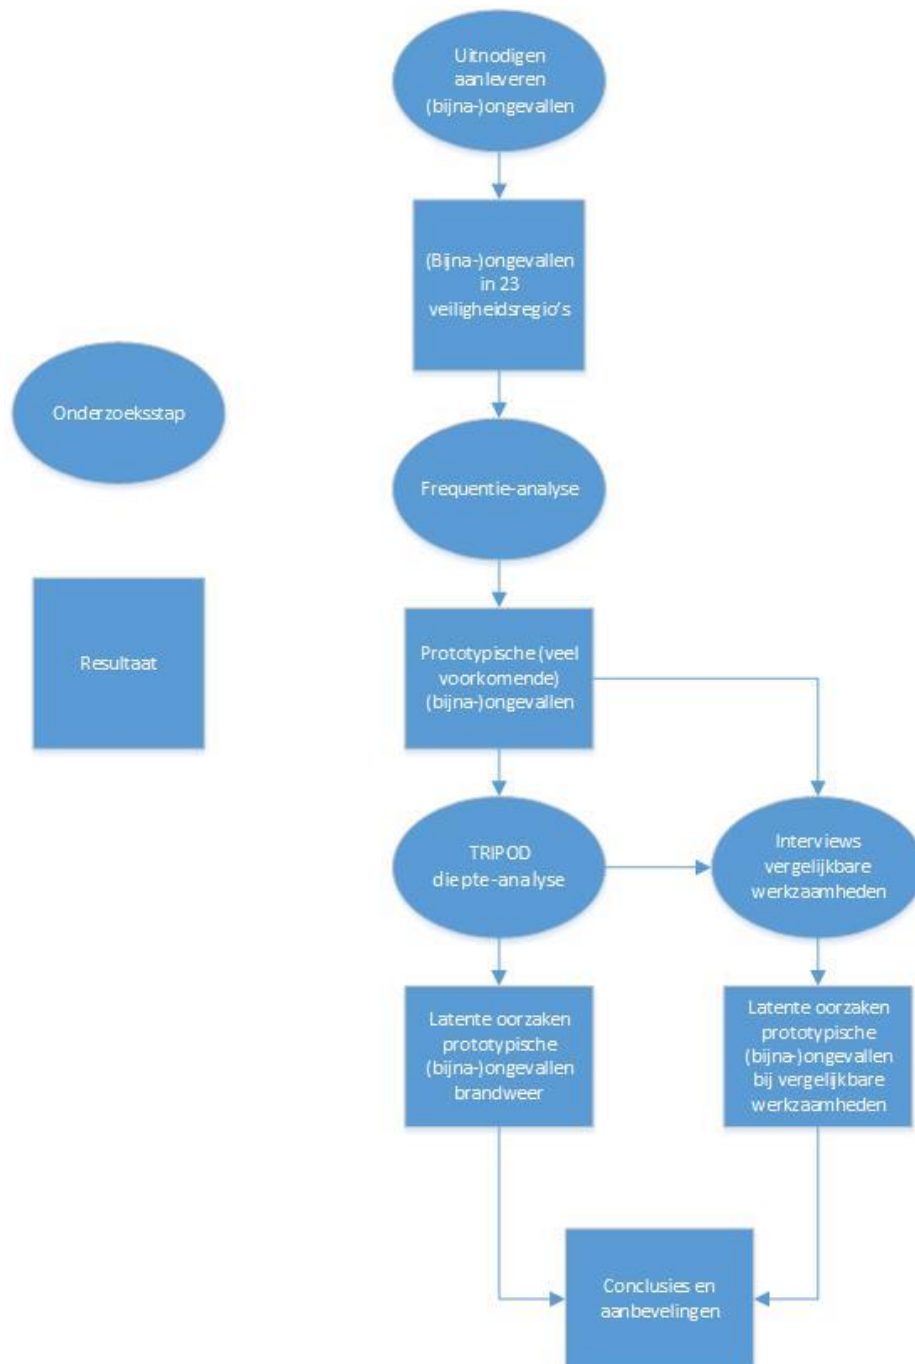 Uitnodigen
aanleveren
(bijna-)ongevallen
(Bijna-)ongevallen
in 23
veiligheidsregio's
Onderzoeksstap
Frequentie-analyse
Resultaat
Prototypische (veel
voorkomende)
(bijna-)ongevallen
TRIPOD
diepte-analyse
Interviews
vergelijkbare
werkzaamheden
Latente oorzaken
prototypische
(bijna-)ongevallen
brandweer
Latente oorzaken
prototypische
(bijna-)ongevallen
bij vergelijkbare
werkzaamheden
Conclusies en
aanbevelingen